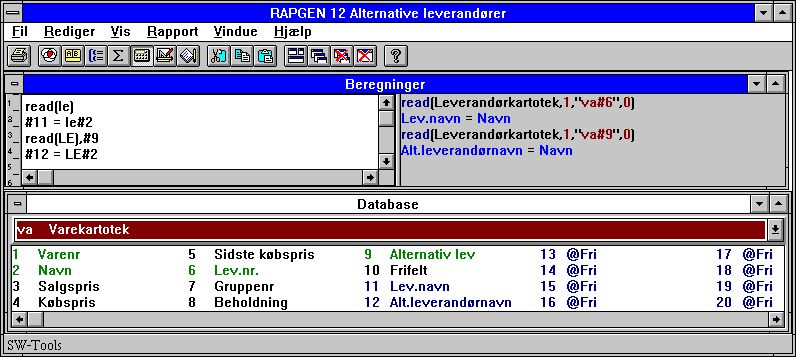 RAPGEN 12 Alternative leverandører
Fil Rediger Vis Rapport Vindue Hjælp
Beregninger
1 read(le)
2 #11 = le#2
3 read(LE),#9
4 #12 = LE#2
5
6
read(Leverandørkartotek,1,"va#6",0)
Lev.navn = Navn
read(Leverandørkartotek,1,"va#9",0)
Alt.leverandørnavn = Navn
Database
va Varekartotek
1 Varenr 5 Sidste købspris 9 Alternativ lev 13 @Fri 17 @Fri
2 Navn 6 Lev.nr. 10 Frifelt 14 @Fri 18 @Fri
3 Salgspris 7 Gruppenr 11 Lev.navn 15 @Fri 19 @Fri
4 Købspris 8 Beholdning 12 Alt.leverandørnavn 16 @Fri 20 @Fri
SW-Tools